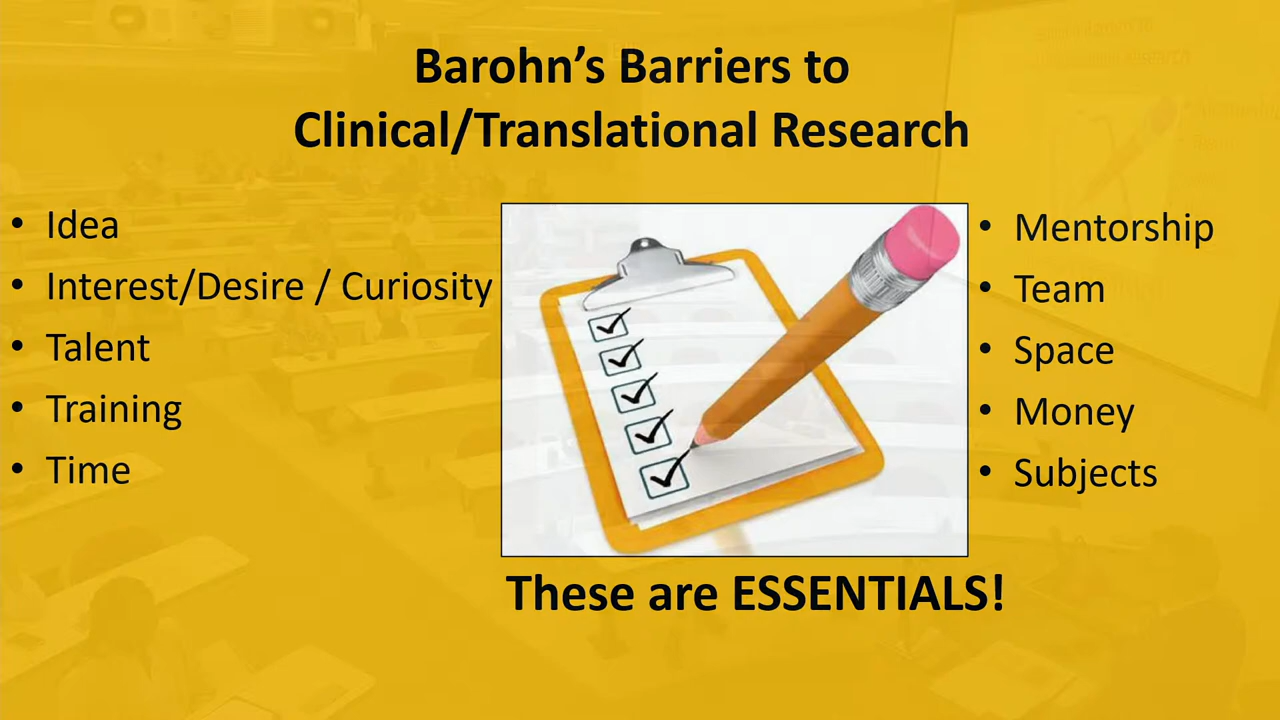 Barohn’s Barriers to
Clinical/Translational Research
• Idea
• Interest/Desire / Curiosity
• Talent
• Training
• Time
• Mentorship
• Team
• Space
• Money
• Subjects
These are ESSENTIALS!